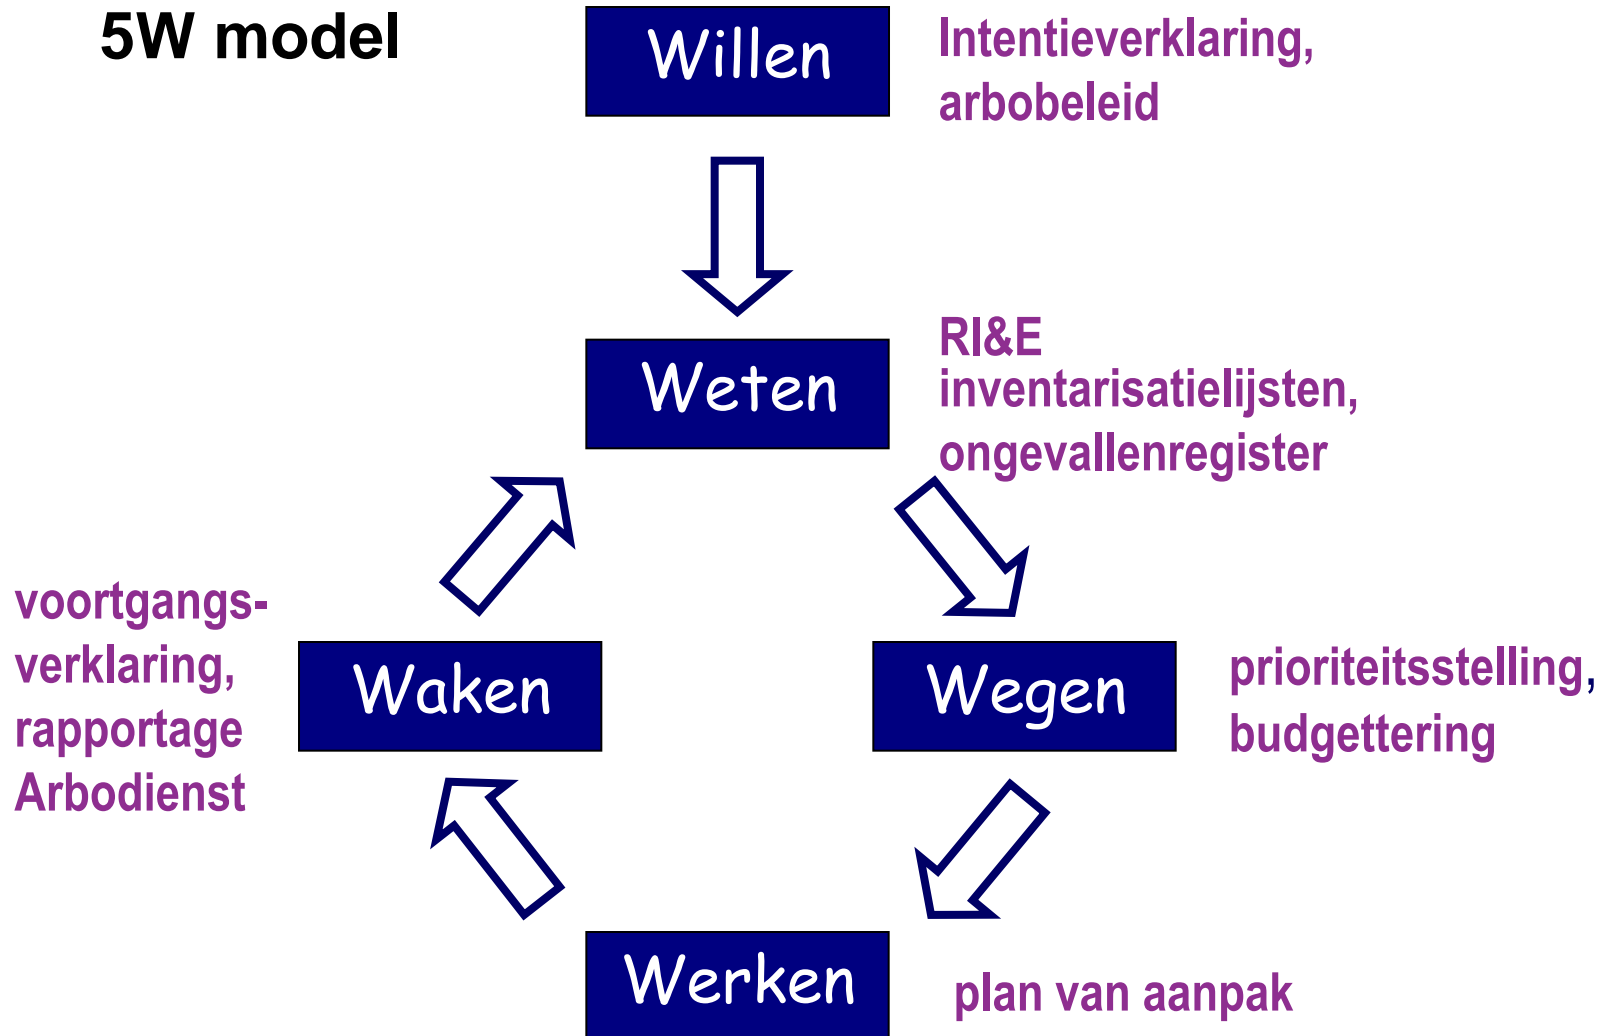 5W model
Willen
Intentieverklaring,
arbobeleid
Weten
RI&E
inventarisatielijsten,
ongevallenregister
voortgangs-
verklaring,
rapportage
Arbodienst
Waken
Wegen
prioriteitsstelling,
budgettering
Werken
plan van aanpak